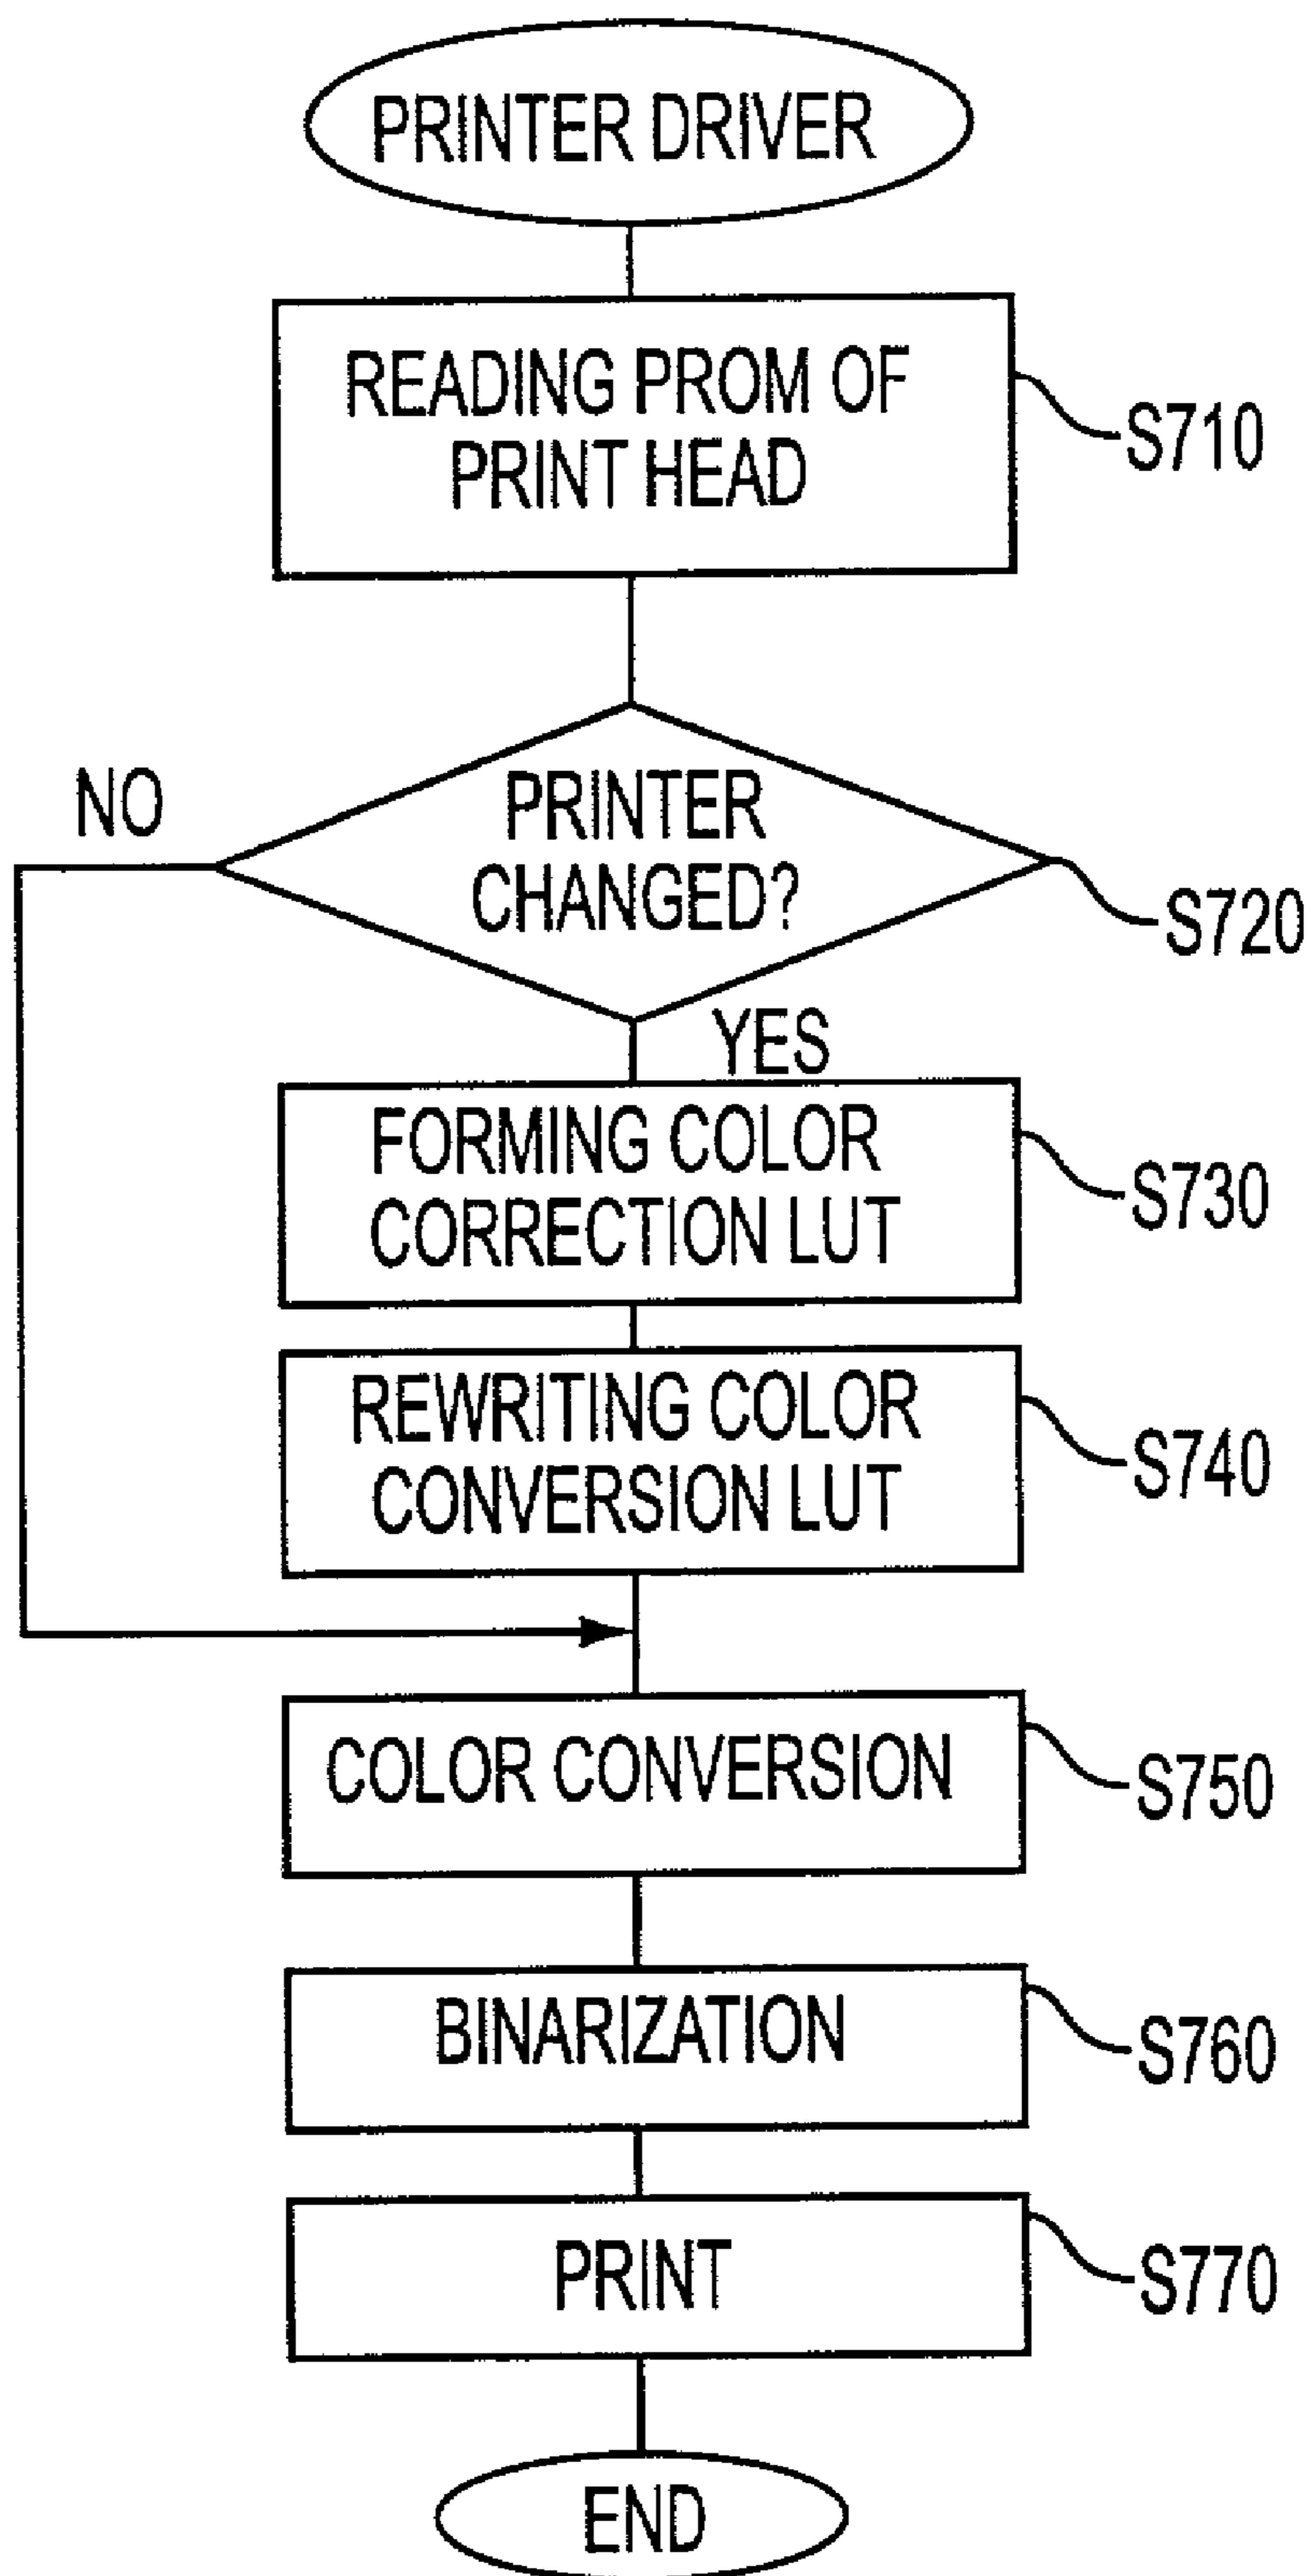 PRINTER DRIVER
READING PROM OF
PRINT HEAD
S710
PRINTER
CHANGED?
NO
S720
YES
FORMING COLOR
CORRECTION LUT
S730
REWRITING COLOR
CONVERSION LUT
S740
COLOR CONVERSION
S750
BINARIZATION
S760
PRINT
S770
END